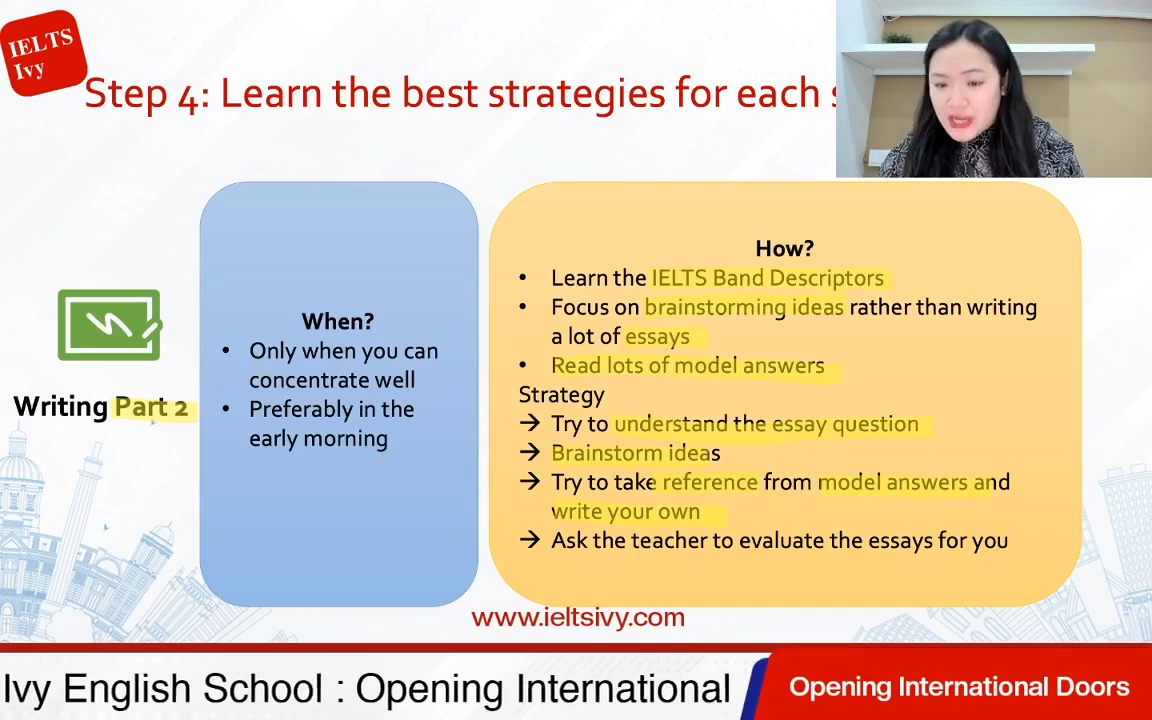 IELTS
Ivy
Step 4: Learn the best strategies for each s
When?
• Only when you can
concentrate well
• Preferably in the
early morning
Writing Part 2
How?
• Learn the IELTS Band Descriptors
• Focus on brainstorming ideas rather than writing
a lot of essays
• Read lots of model answers
Strategy
→ Try to understand the essay question
→ Brainstorm ideas
→ Try to take reference from model answers and
write your own
→ Ask the teacher to evaluate the essays for you
www.ieltsivy.com
Ivy English School : Opening International
Opening International Doors